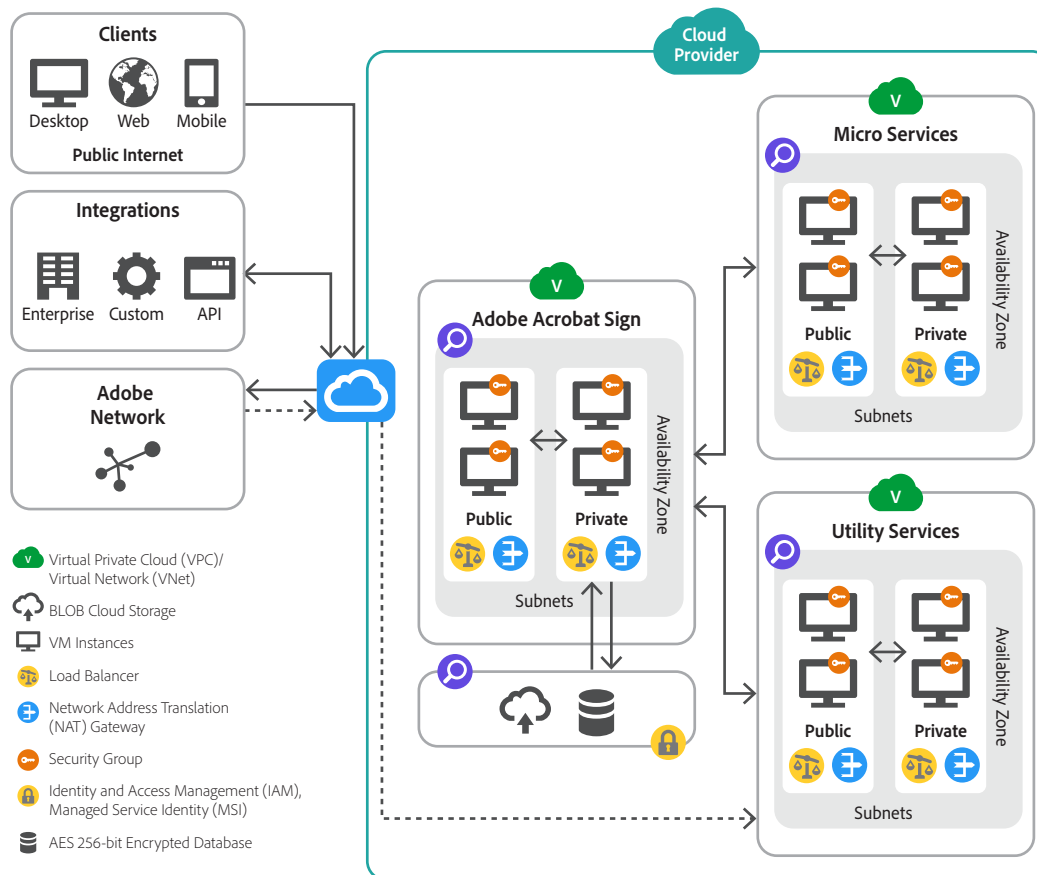 Clients
Desktop
Web
Mobile
Public Internet
Integrations
Enterprise
Custom
API
Adobe
Network
V
Virtual Private Cloud (VPC)/
Virtual Network (VNet)
BLOB Cloud Storage
VM Instances
Load Balancer
Network Address Translation
(NAT) Gateway
Security Group
Identity and Access Management (IAM),
Managed Service Identity (MSI)
AES 256-bit Encrypted Database
Cloud
Provider
V
Adobe Acrobat Sign
Public
Private
Availability Zone
Subnets
V
Micro Services
Public
Private
Availability Zone
Subnets
V
Utility Services
Public
Private
Availability Zone
Subnets